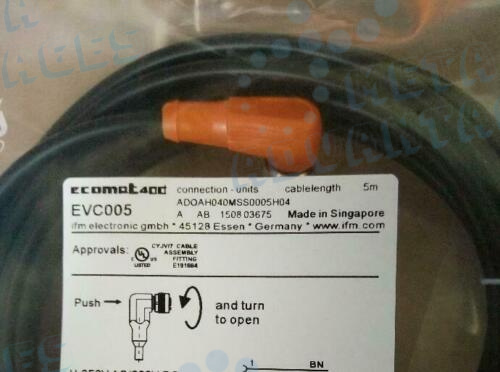 ecomat400 connection - units cablelength 5m
ADOAH040MSS0005H04
EVC005 A AB 1508 03675 Made in Singapore
ifm electronic gmbh * 45128 Essen * Germany * www.ifm.com
Approvals: UL LISTED CYJV/7 CABLE
ASSEMBLY
FITTING
E191684
Push and turn
to open
1 BN